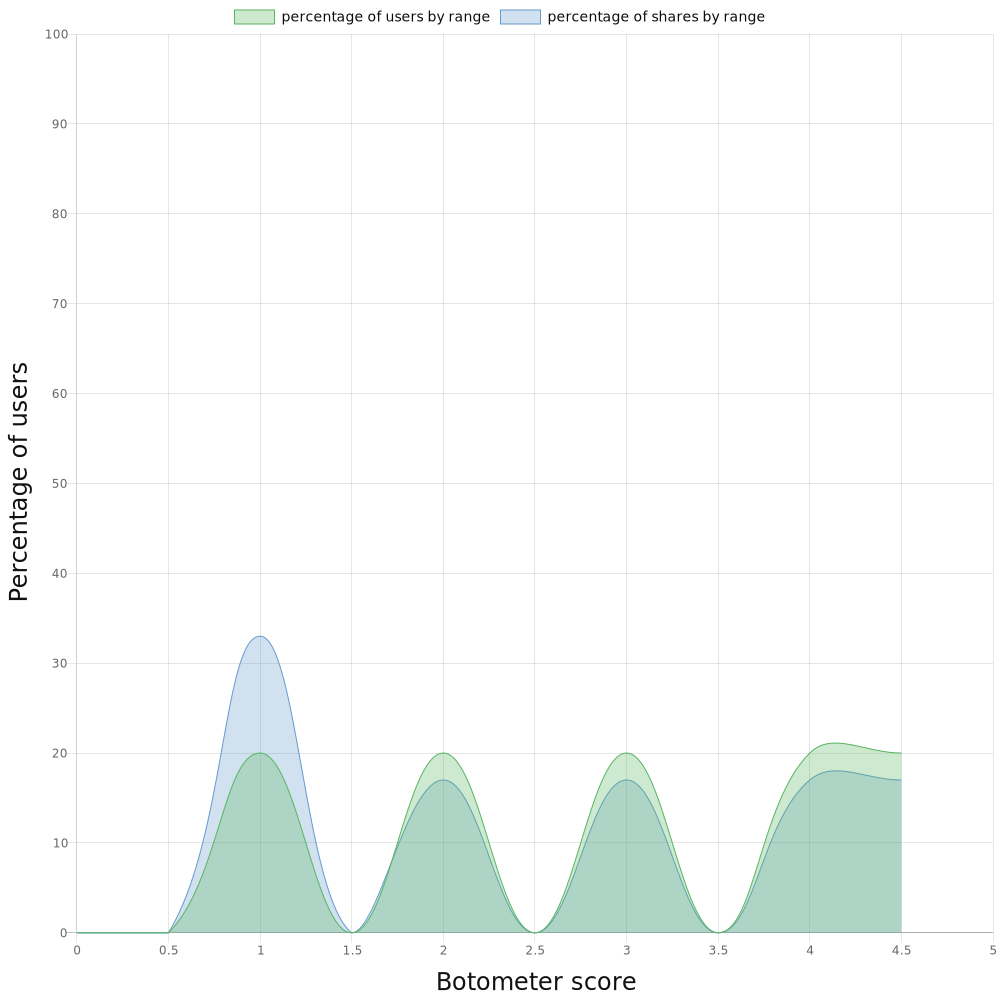 percentage of users by range percentage of shares by range
100
90
80
70
60
50
40
30
20
10
0
Percentage of users
0 0.5 1 1.5 2 2.5 3 3.5 4 4.5 5
Botometer score